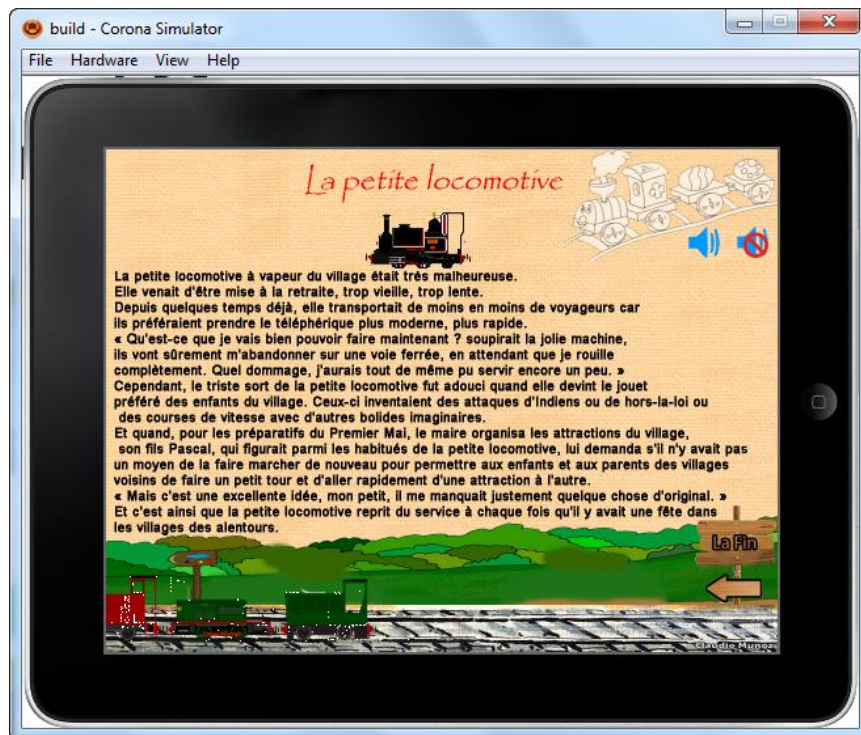 build - Corona Simulator
File Hardware View Help
La petite locomotive
La petite locomotive à vapeur du village était très malheureuse.
Elle venait d'être mise à la retraite, trop vieille, trop lente.
Depuis quelques temps déjà, elle transportait de moins en moins de voyageurs car
ils préféraient prendre le téléphérique plus moderne, plus rapide.
« Qu'est-ce que je vais bien pouvoir faire maintenant ? soupirait la jolie machine,
ils vont sûrement m'abandonner sur une voie ferrée, en attendant que je rouille
complètement. Quel dommage, j'aurais tout de même pu servir encore un peu. »
Cependant, le triste sort de la petite locomotive fut adouci quand elle devint le jouet
préféré des enfants du village. Ceux-ci inventaient des attaques d'Indiens ou de hors-la-loi ou
des courses de vitesse avec d'autres bolides imaginaires.
Et quand, pour les préparatifs du Premier Mai, le maire organisa les attractions du village,
son fils Pascal, qui figurait parmi les habitués de la petite locomotive, lui demanda s'il n'y avait pas
un moyen de la faire marcher de nouveau pour permettre aux enfants et aux parents des villages
voisins de faire un petit tour et d'aller rapidement d'une attraction à l'autre.
« Mais c'est une excellente idée, mon petit, il me manquait justement quelque chose d'original. »
Et c'est ainsi que la petite locomotive reprit du service à chaque fois qu'il y avait une fête dans
les villages des alentours.
La Fin
Claudio Munoz